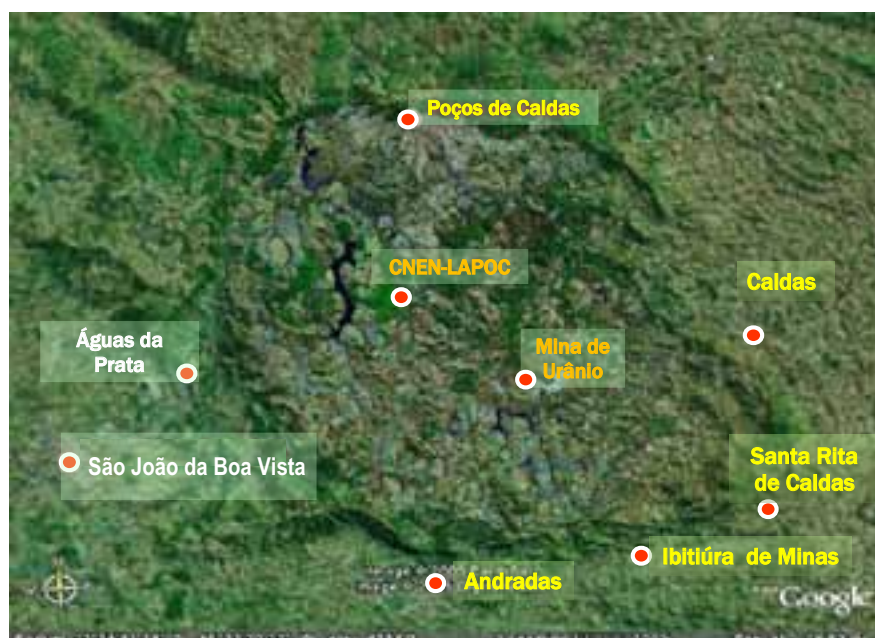 Poços de Caldas
CNEN-LAPOC
Caldas
Águas da
Prata
Mina de
Urânio
São João da Boa Vista
Santa Rita
de Caldas
Ibitiúra de Minas
Andradas
Google